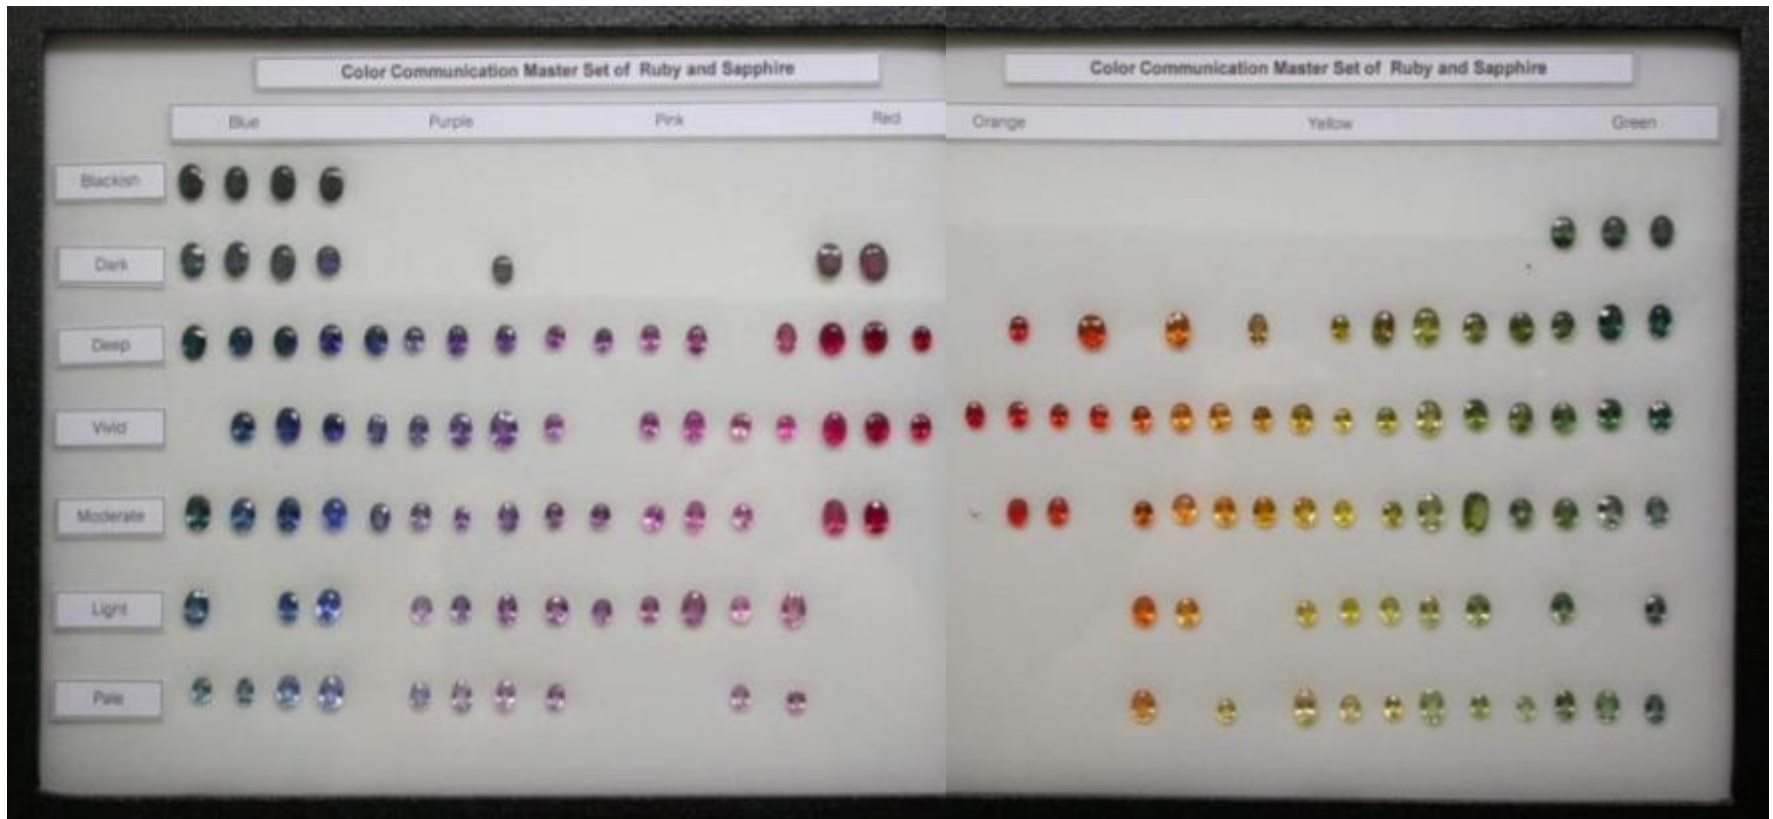 Color Communication Master Set of Ruby and Sapphire
Color Communication Master Set of Ruby and Sapphire
Blue Purple Pink Red Orange Yellow Green
Blackish
Dark
Deep
Vivid
Moderate
Light
Pale